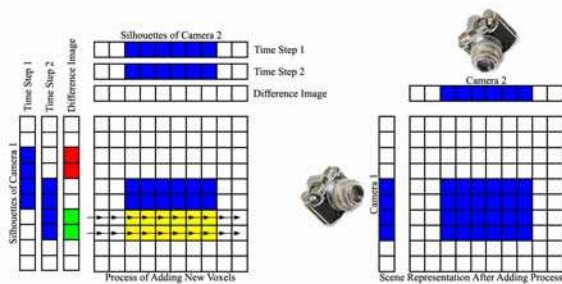 Silhouettes of Camera 2
Time Step 1
Time Step 2
Difference Image
Time Step 1
Time Step 2
Difference Image
Silhouettes of Camera 1
Process of Adding New Voxels
Camera 2
Camera 1
Scene Representation After Adding Process